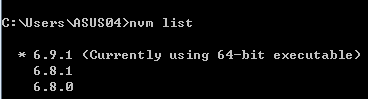 C:\Users\ASUS04>nvm list
* 6.9.1 (Currently using 64-bit executable)
6.8.1
6.8.0